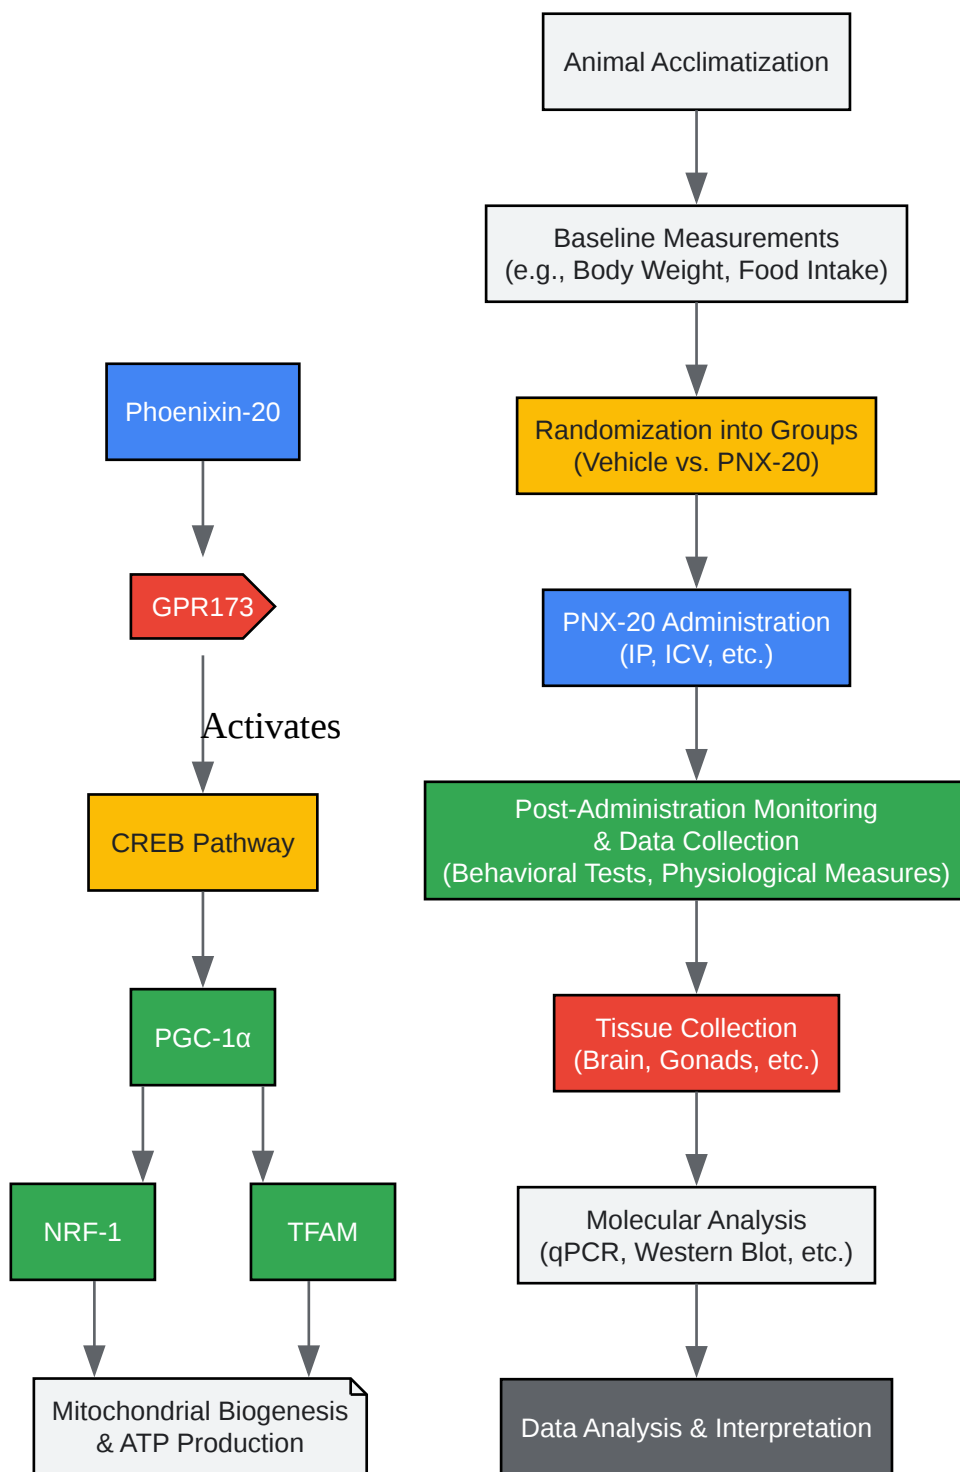 Animal Acclimatization
Baseline Measurements
(e.g., Body Weight, Food Intake)
Randomization into Groups
(Vehicle vs. PNX-20)
PNX-20 Administration
(IP, ICV, etc.)
Post-Administration Monitoring
& Data Collection
(Behavioral Tests, Physiological Measures)
Tissue Collection
(Brain, Gonads, etc.)
Molecular Analysis
(qPCR, Western Blot, etc.)
Data Analysis & Interpretation
Phoenixin-20
GPR173
Activates
CREB Pathway
PGC-1α
NRF-1
TFAM
Mitochondrial Biogenesis
& ATP Production